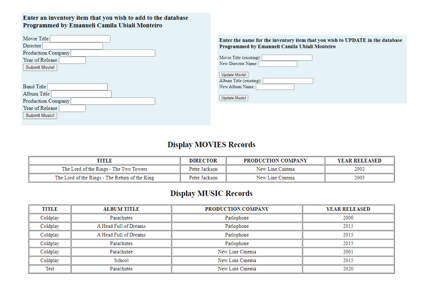 Enter an inventory item that you wish to add to the database
Programmed by Emanueli Camila Ubiali Monteiro
Movie Title
Director
Production Company
Year of Release
Submit Movie!
Band Title
Album Title
Production Company
Year of Release
Submit Music!
Enter the name for the inventory item that you wish to UPDATE in the database
Programmed by Emanueli Camila Ubiali Monteiro
Movie Title (existing):
New Director Name:
Update Movie!
Album Title (existing):
New Album Name:
Update Music!
Display MOVIES Records
TITLE DIRECTOR PRODUCTION COMPANY YEAR RELEASED
The Lord of the Rings - The Two Towers Peter Jackson New Line Cinema 2002
The Lord of the Rings - The Return of the King Peter Jackson New Line Cinema 2003
Display MUSIC Records
TITLE ALBUM TITLE PRODUCTION COMPANY YEAR RELEASED
Coldplay Parachutes Parlophone 2000
Coldplay A Head Full of Dreams Parlophone 2015
Coldplay A Head Full of Dreams Parlophone 2015
Coldplay Parachutes Parlophone 2015
Coldplay Parachutes New Line Cinema 2001
Coldplay School New Line Cinema 2015
Test Parachutes New Line Cinema 2020